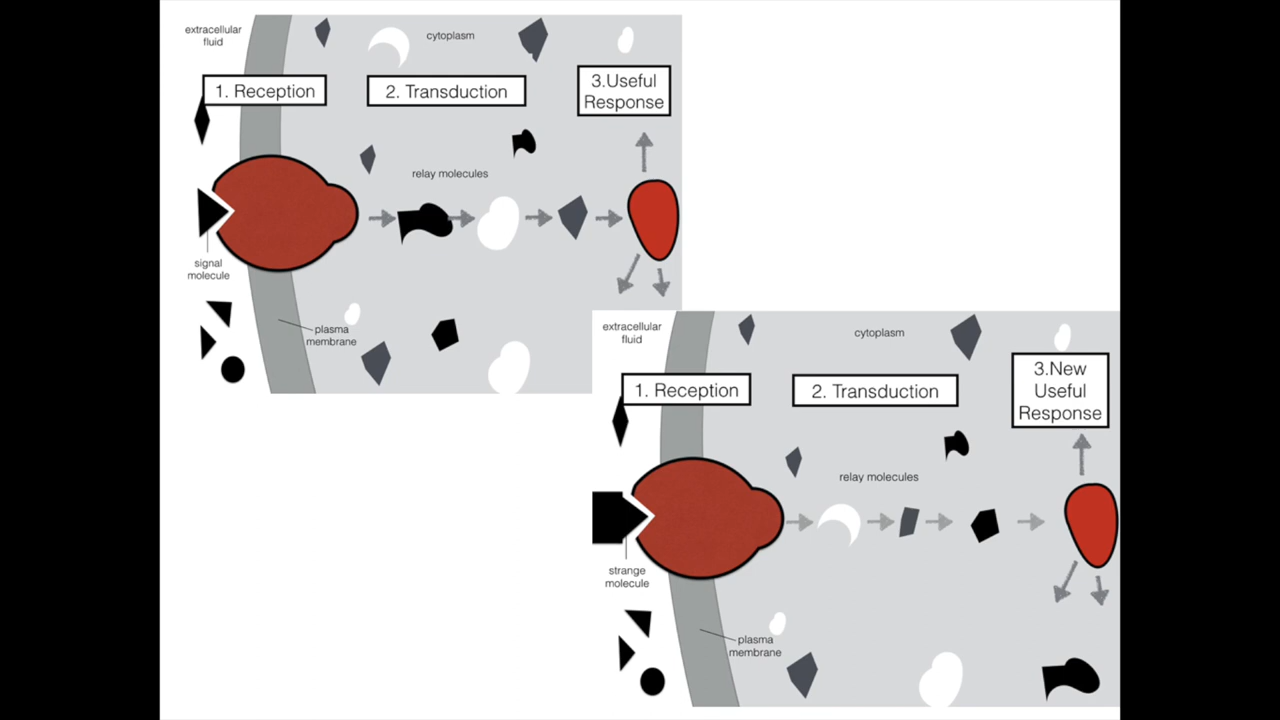 extracellular
fluid
cytoplasm
1. Reception
2. Transduction
3.Useful
Response
relay molecules
signal
molecule
plasma
membrane
extracellular
fluid
cytoplasm
1. Reception
2. Transduction
3.New
Useful
Response
relay molecules
strange
molecule
plasma
membrane